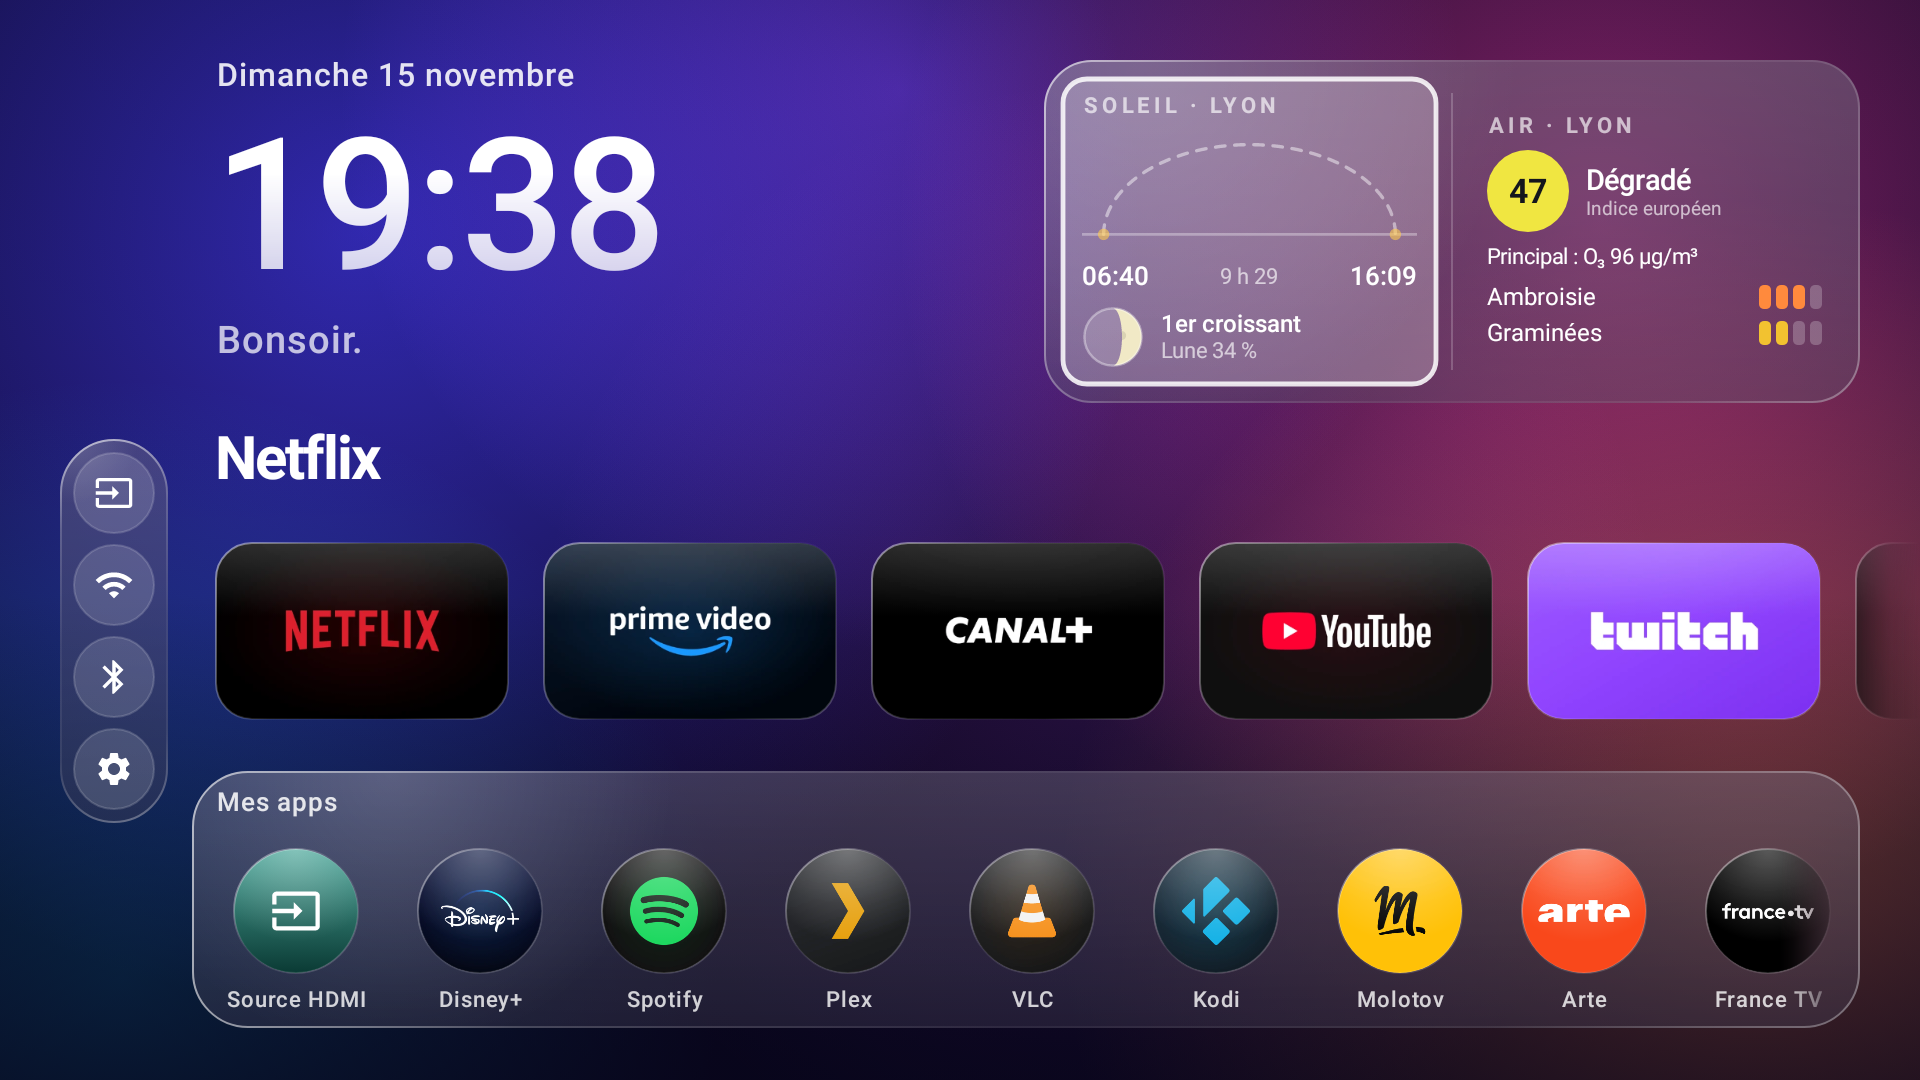 Dimanche 15 novembre
19:38
Bonsoir.
SOLEIL · LYON
06:40
9 h 29
16:09
1er croissant
Lune 34 %
AIR · LYON
47
Dégradé
Indice européen
Principal : O₃ 96 µg/m³
Ambroisie
Graminées
Netflix
NETFLIX
prime video
CANAL+
YouTube
twitch
Mes apps
Disney+
M.
arte
france•tv
Source HDMI
Disney+
Spotify
Plex
VLC
Kodi
Molotov
Arte
France TV